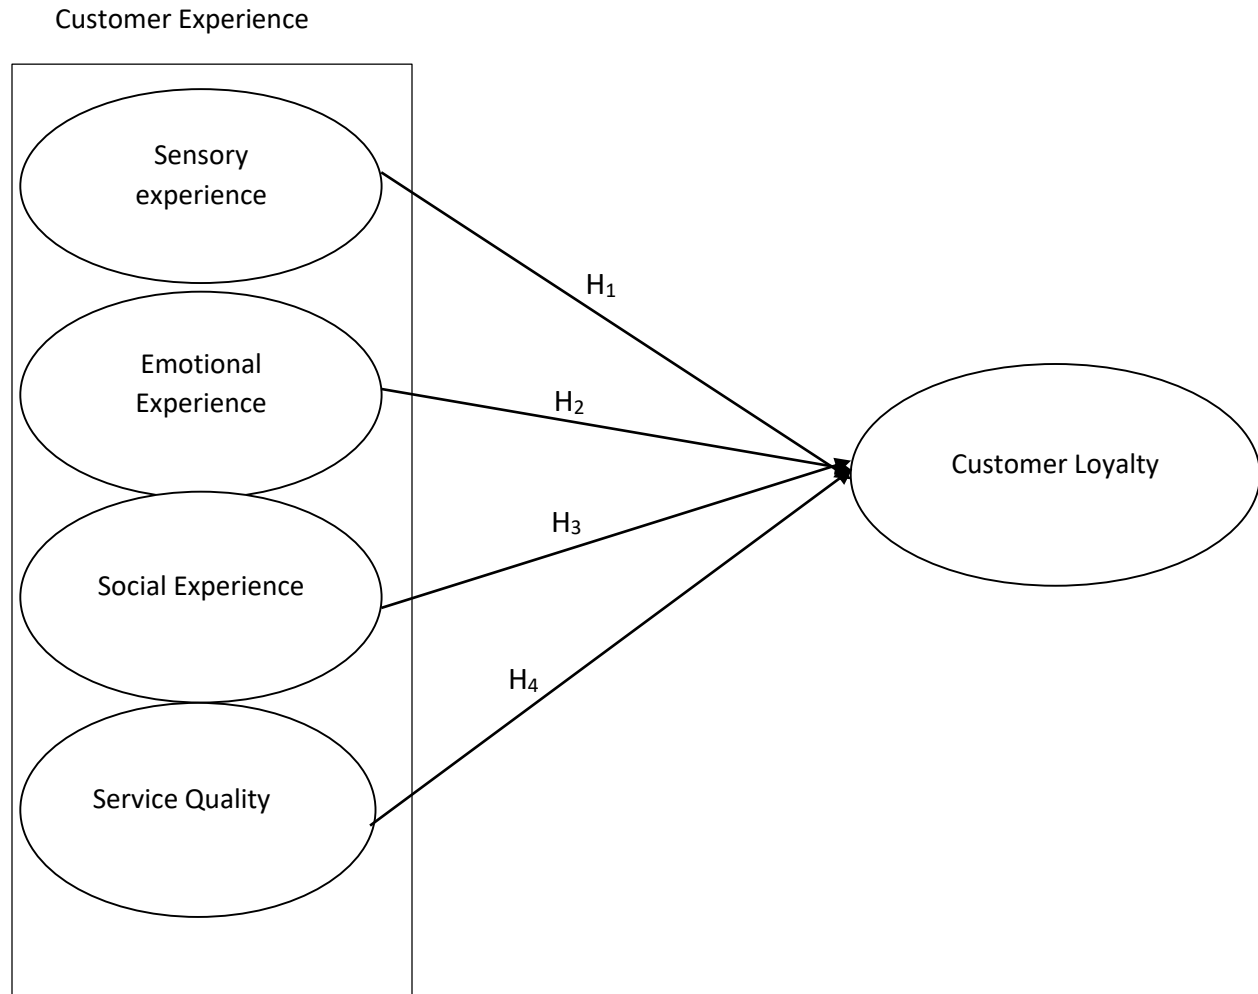 Customer Experience
Sensory
experience
H₁
Emotional
Experience
H₂
Customer Loyalty
H₃
Social Experience
H₄
Service Quality